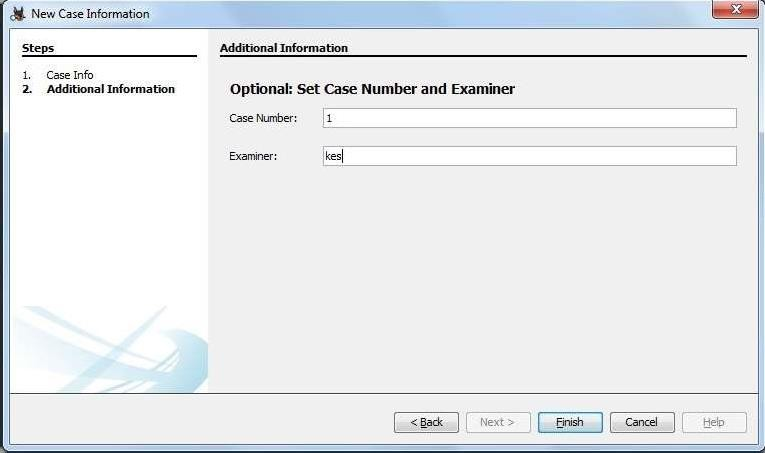 New Case Information
X
Steps
1. Case Info
2. Additional Information
Additional Information
Optional: Set Case Number and Examiner
Case Number: 1
Examiner: kes
< Back Next > Finish Cancel Help